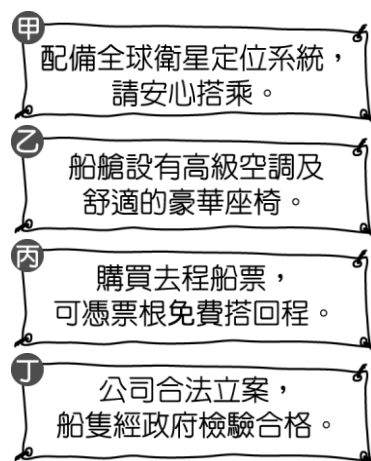 甲
配備全球衛星定位系統，
請安心搭乘。
乙
船艙設有高級空調及
舒適的豪華座椅。
丙
購買去程船票，
可憑票根免費搭回程。
丁
公司合法立案，
船隻經政府檢驗合格。